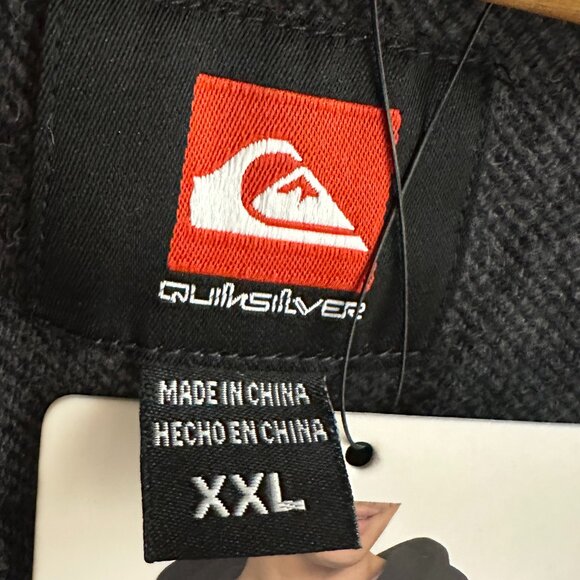 QUIKSILVER
MADE IN CHINA
HECHO EN CHINA
XXL